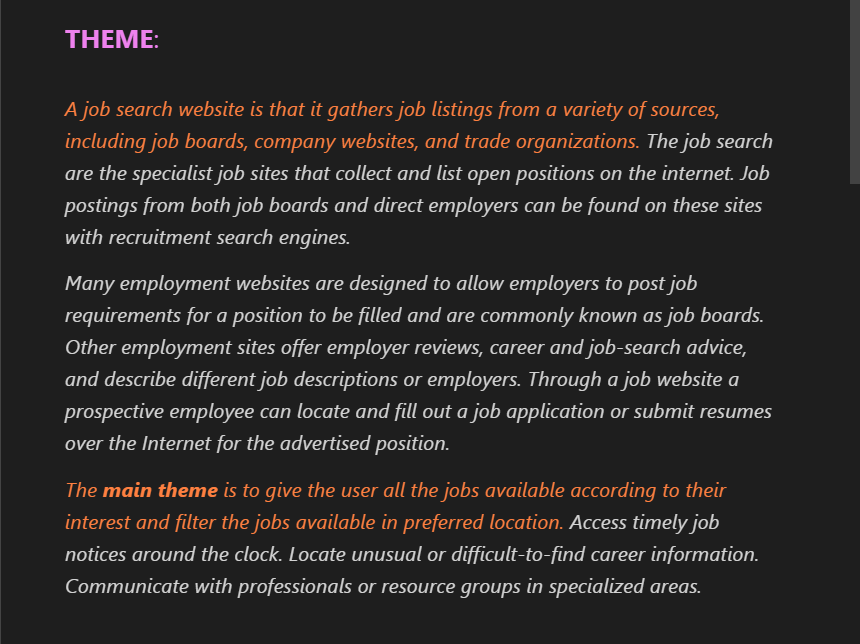 THEME:
A job search website is that it gathers job listings from a variety of sources,
including job boards, company websites, and trade organizations. The job search
are the specialist job sites that collect and list open positions on the internet. Job
postings from both job boards and direct employers can be found on these sites
with recruitment search engines.
Many employment websites are designed to allow employers to post job
requirements for a position to be filled and are commonly known as job boards.
Other employment sites offer employer reviews, career and job-search advice,
and describe different job descriptions or employers. Through a job website a
prospective employee can locate and fill out a job application or submit resumes
over the Internet for the advertised position.
The main theme is to give the user all the jobs available according to their
interest and filter the jobs available in preferred location. Access timely job
notices around the clock. Locate unusual or difficult-to-find career information.
Communicate with professionals or resource groups in specialized areas.